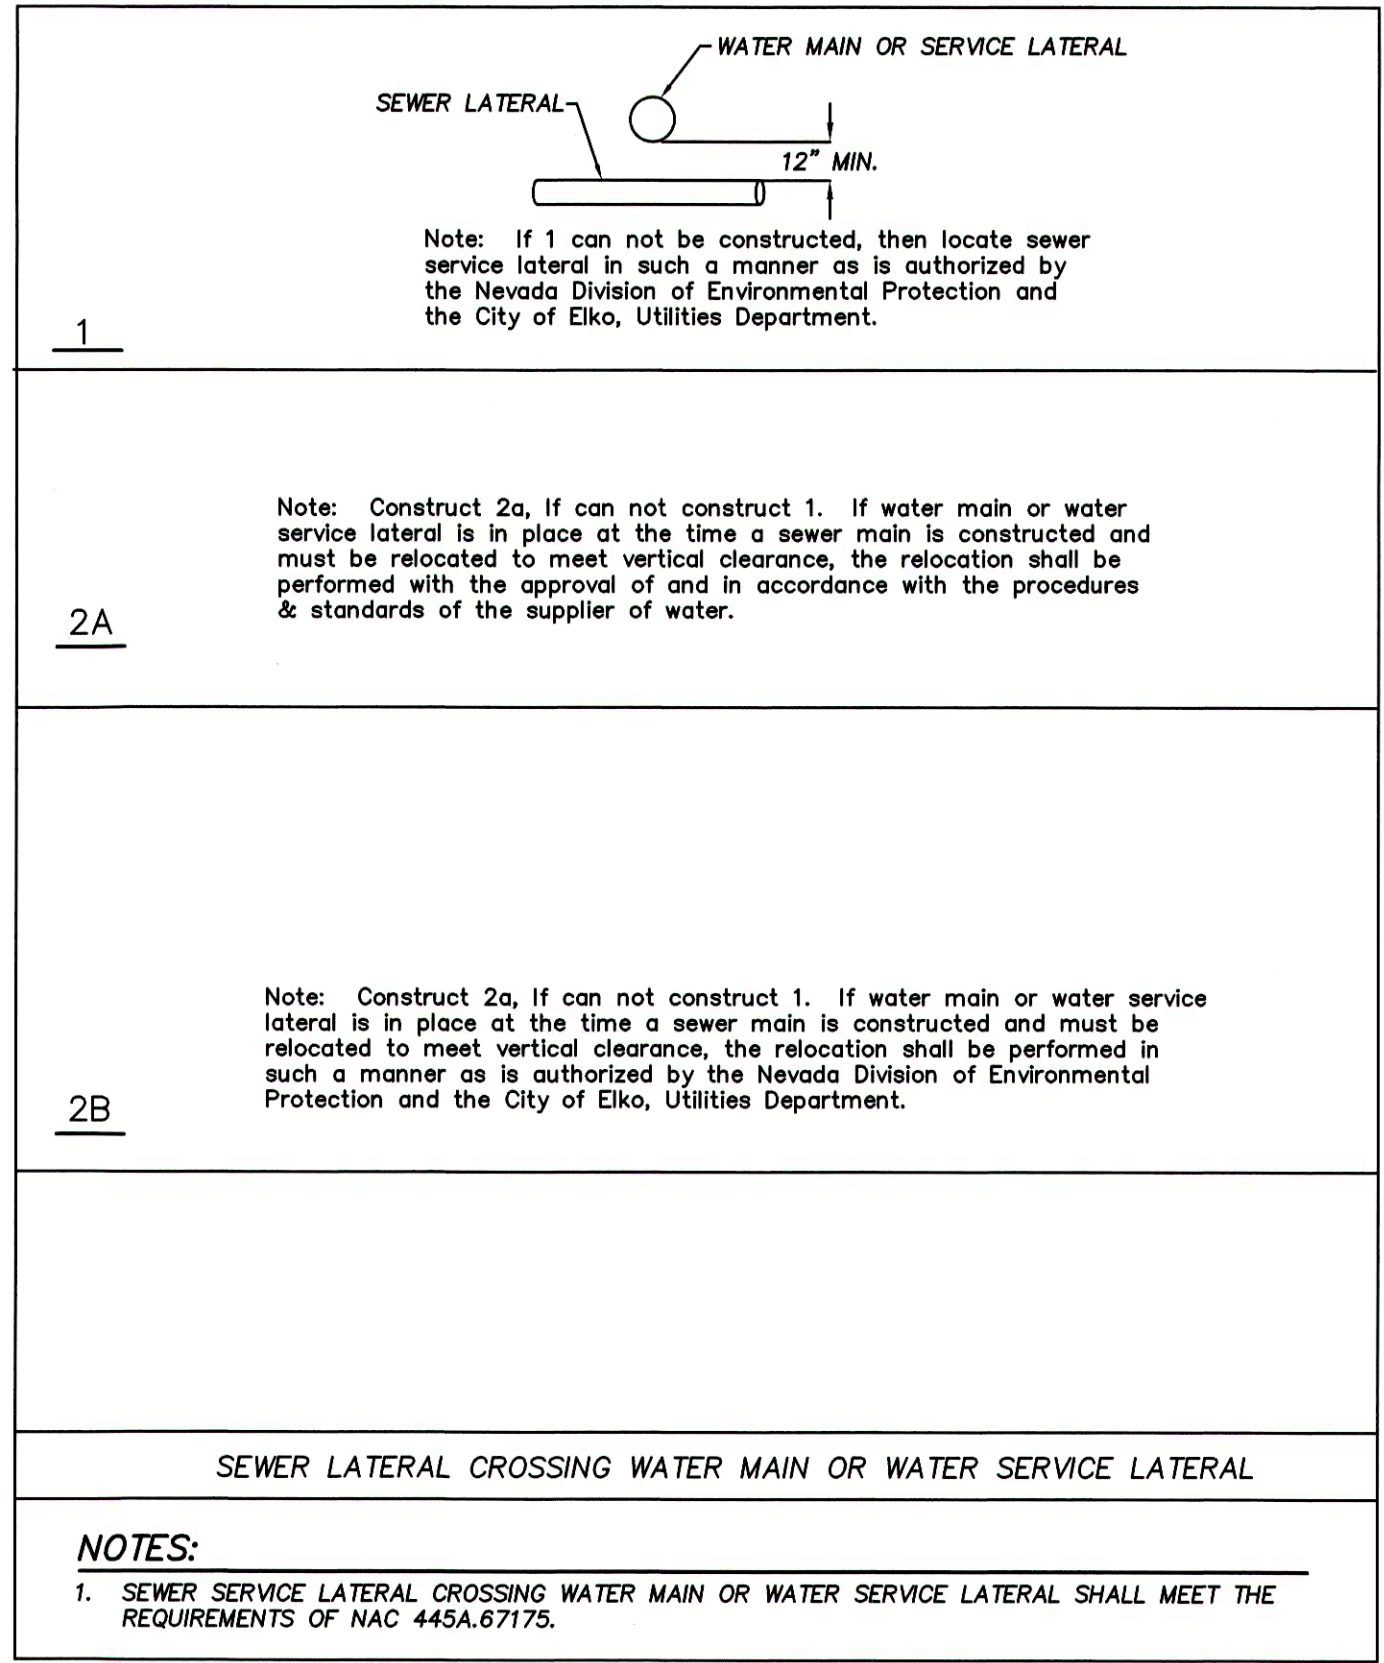 WATER MAIN OR SERVICE LATERAL
SEWER LATERAL
12" MIN.
Note: If 1 can not be constructed, then locate sewer
service lateral in such a manner as is authorized by
the Nevada Division of Environmental Protection and
the City of Elko, Utilities Department.
1
Note: Construct 2a, If can not construct 1. If water main or water
service lateral is in place at the time a sewer main is constructed and
must be relocated to meet vertical clearance, the relocation shall be
performed with the approval of and in accordance with the procedures
& standards of the supplier of water.
2A
Note: Construct 2a, If can not construct 1. If water main or water service
lateral is in place at the time a sewer main is constructed and must be
relocated to meet vertical clearance, the relocation shall be performed in
such a manner as is authorized by the Nevada Division of Environmental
Protection and the City of Elko, Utilities Department.
2B
SEWER LATERAL CROSSING WATER MAIN OR WATER SERVICE LATERAL
NOTES:
1. SEWER SERVICE LATERAL CROSSING WATER MAIN OR WATER SERVICE LATERAL SHALL MEET THE
REQUIREMENTS OF NAC 445A.67175.